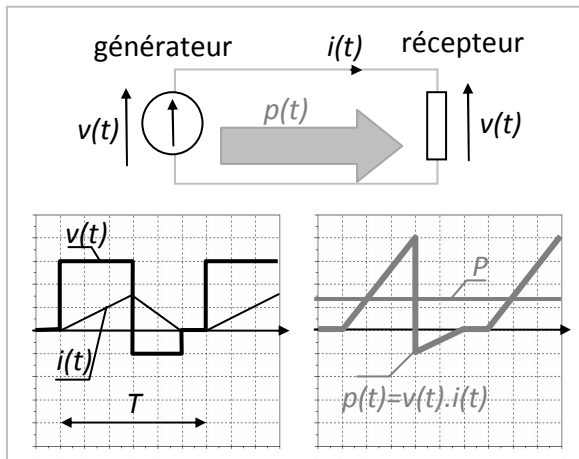 générateur
i(t)
récepteur
v(t)
p(t)
v(t)
v(t)
i(t)
T
P
p(t)=v(t).i(t)